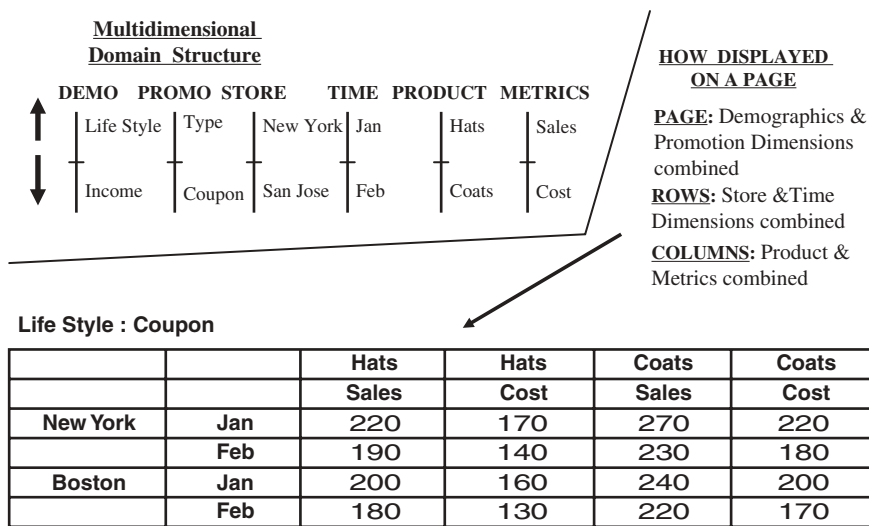 Multidimensional
Domain Structure
DEMO PROMO STORE TIME PRODUCT METRICS
Life Style Type New York Jan Hats Sales
Income Coupon San Jose Feb Coats Cost
HOW DISPLAYED
ON A PAGE
PAGE: Demographics &
Promotion Dimensions
combined
ROWS: Store &Time
Dimensions combined
COLUMNS: Product &
Metrics combined
Life Style : Coupon
Hats Hats Coats Coats
Sales Cost Sales Cost
New York Jan 220 170 270 220
Feb 190 140 230 180
Boston Jan 200 160 240 200
Feb 180 130 220 170